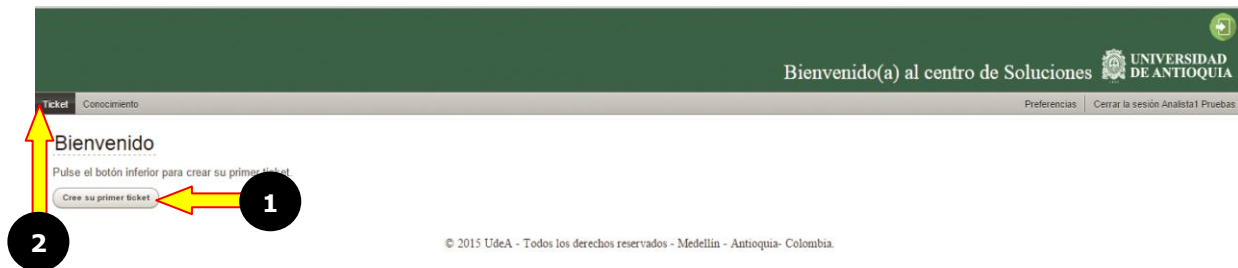 Bienvenido(a) al centro de Soluciones
UNIVERSIDAD
DE ANTIOQUIA
Ticket Conocimiento Preferencias Cerrar la sesión Analista1 Pruebas
Bienvenido
Pulse el botón inferior para crear su primer ticket.
Cree su primer ticket
1
2
© 2015 UdeA - Todos los derechos reservados - Medellín - Antioquia- Colombia.